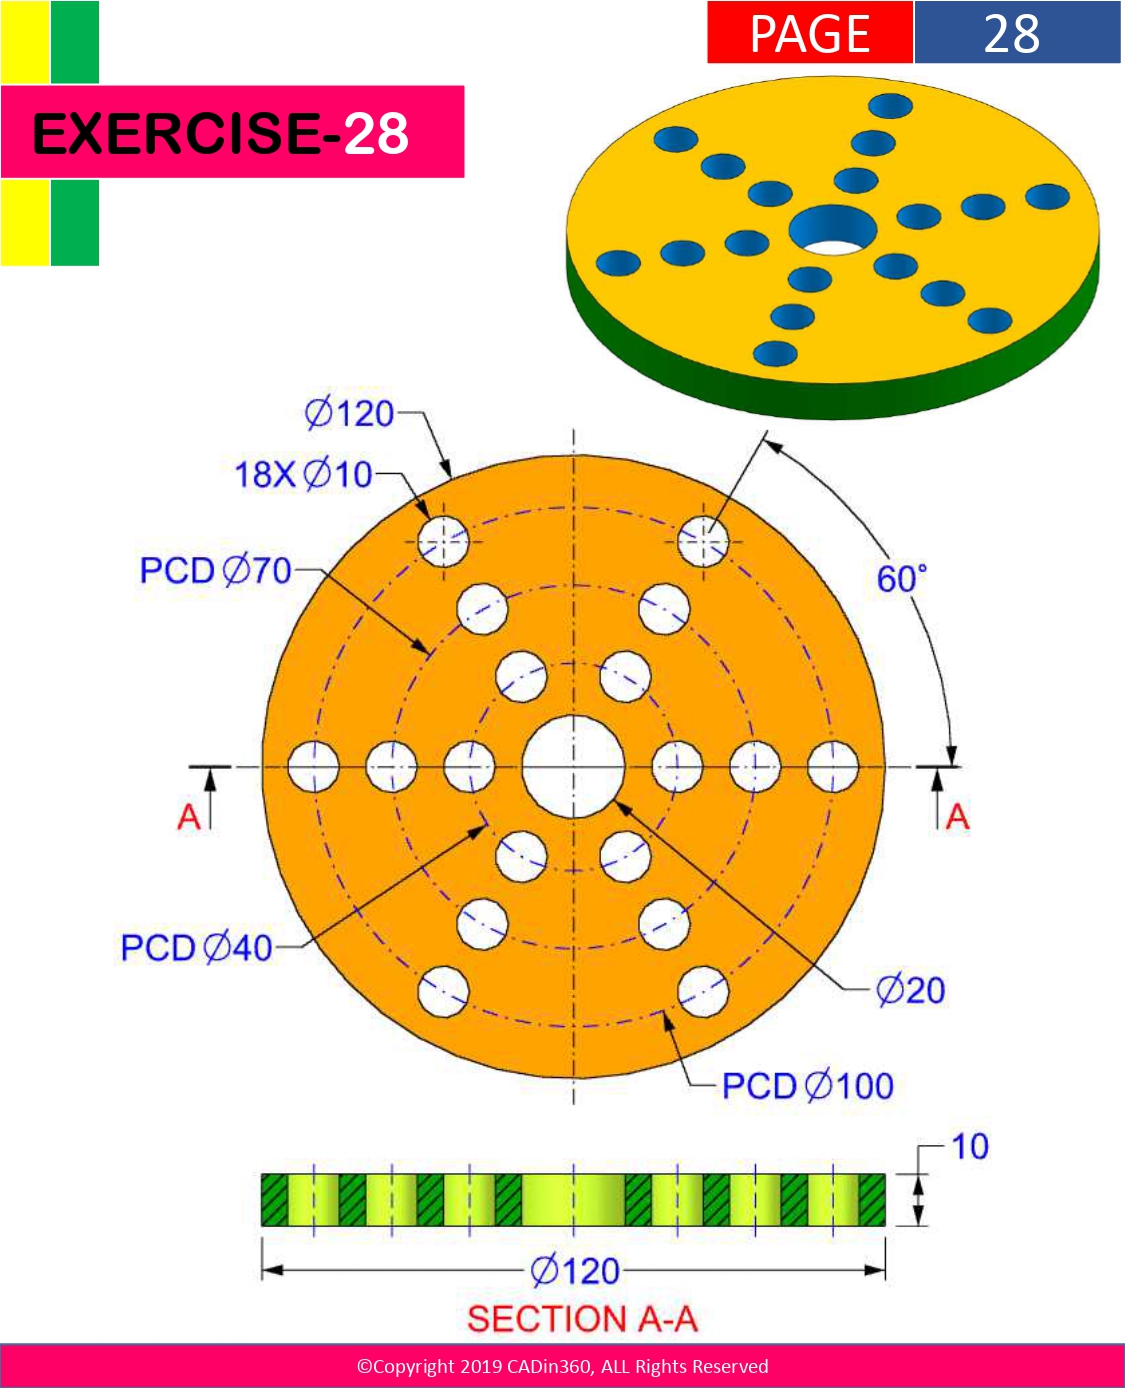 PAGE 28
EXERCISE-28
Ø120
18X Ø10
PCD Ø70
60°
A
A
PCD Ø40
Ø20
PCD Ø100
10
Ø120
SECTION A-A
©Copyright 2019 CADin360, ALL Rights Reserved